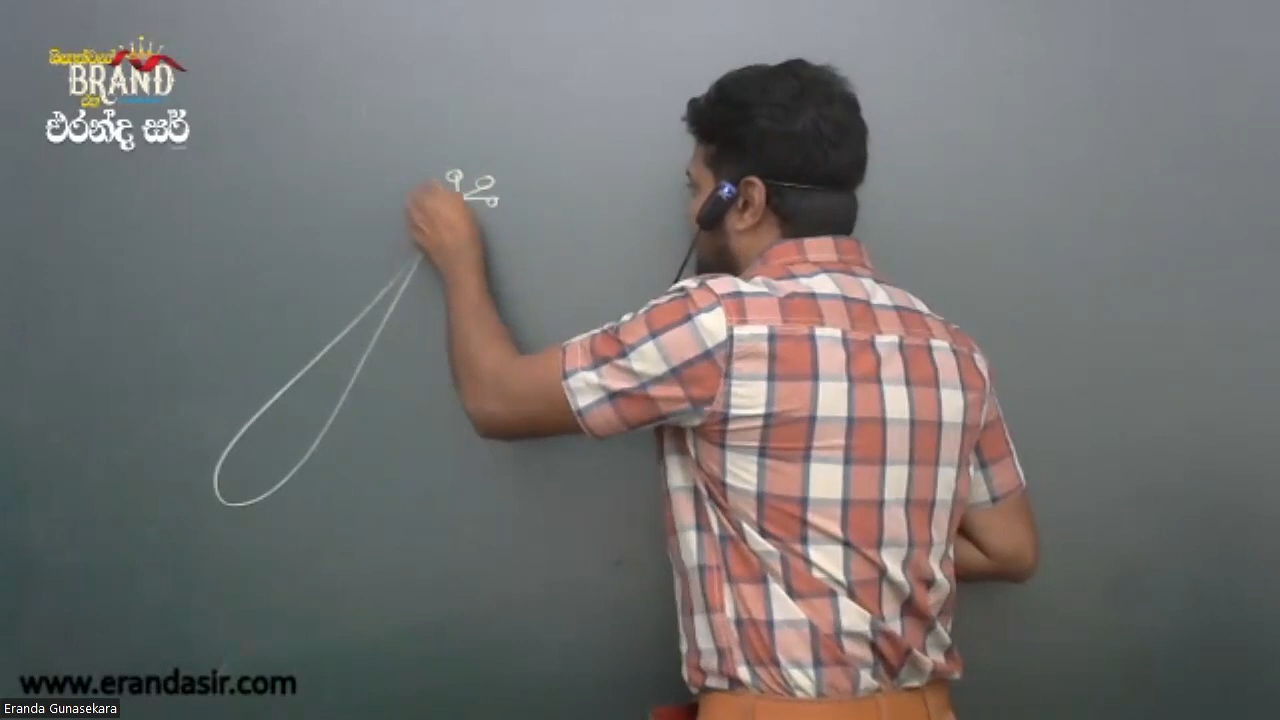 BRAND
එරන්ද සර්
www.erandasir.com
Eranda Gunasekara